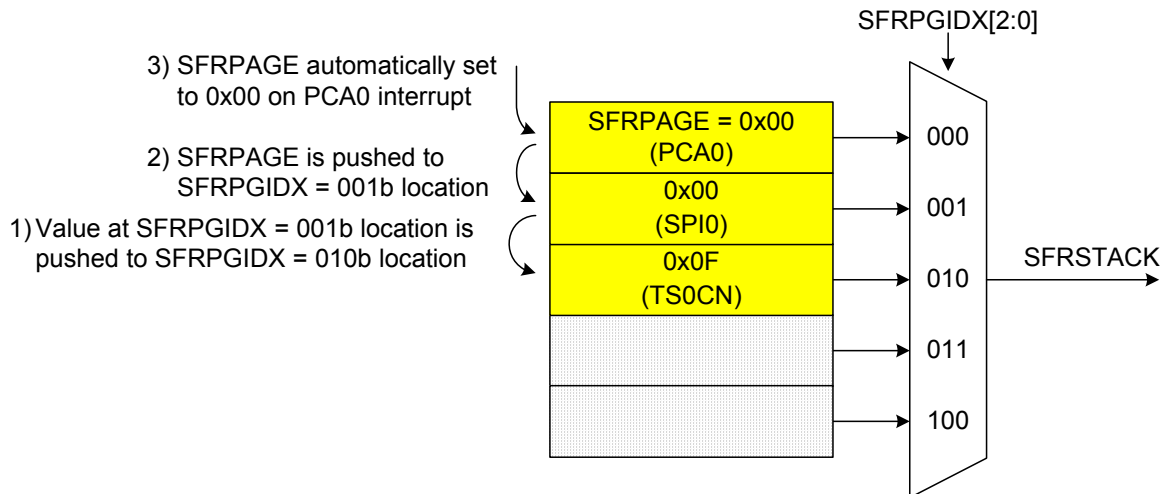 SFRPGIDX[2:0]
3) SFRPAGE automatically set
to 0x00 on PCA0 interrupt
2) SFRPAGE is pushed to
SFRPGIDX = 001b location
1) Value at SFRPGIDX = 001b location is
pushed to SFRPGIDX = 010b location
SFRPAGE = 0x00
(PCA0)
0x00
(SPI0)
0x0F
(TS0CN)
000
001
010
011
100
SFRSTACK